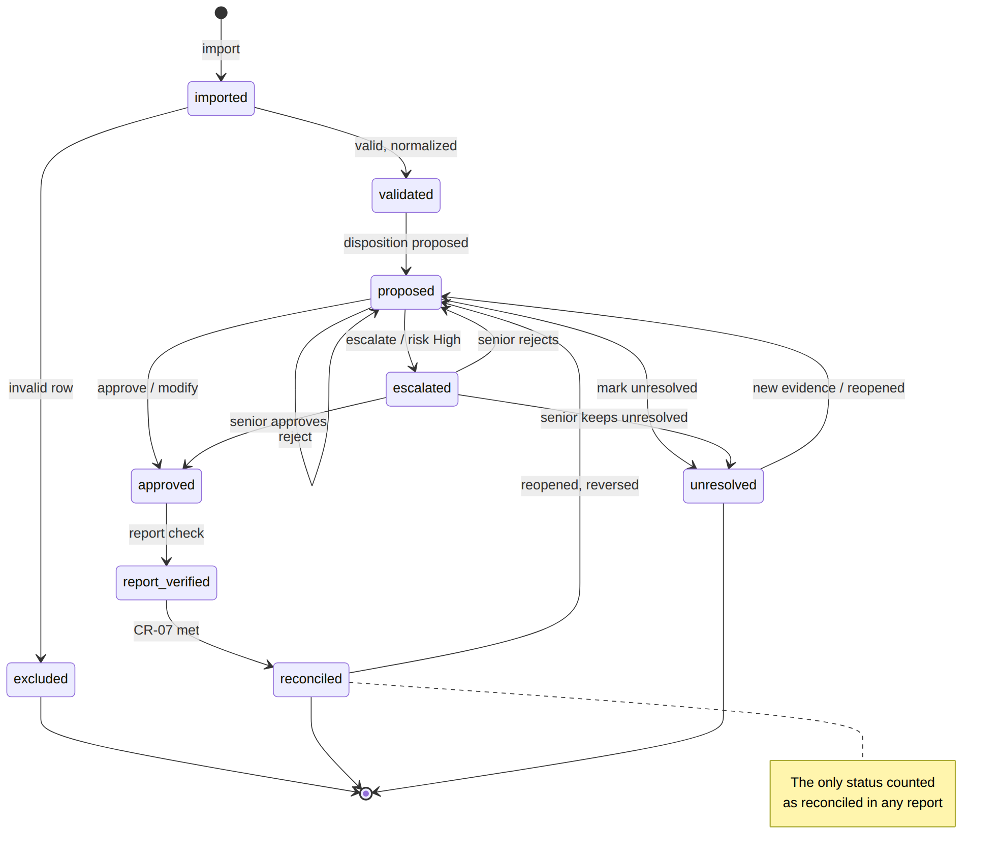 import
imported
valid, normalized
validated
disposition proposed
proposed
escalate / risk High
senior rejects
invalid row
approve / modify
escalated
mark unresolved
new evidence / reopened
senior approves
senior keeps unresolved
reject
approved
reopened, reversed
unresolved
report check
report_verified
CR-07 met
excluded
reconciled
The only status counted
as reconciled in any report